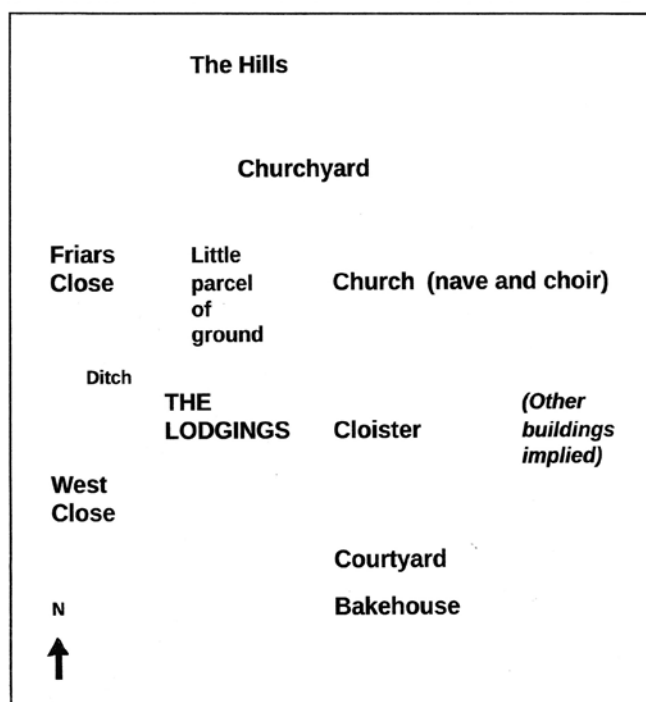 The Hills
Churchyard
Friars
Close
Little
parcel
of
ground
Church (nave and choir)
Ditch
THE
LODGINGS
Cloister
(Other
buildings
implied)
West
Close
Courtyard
N
Bakehouse